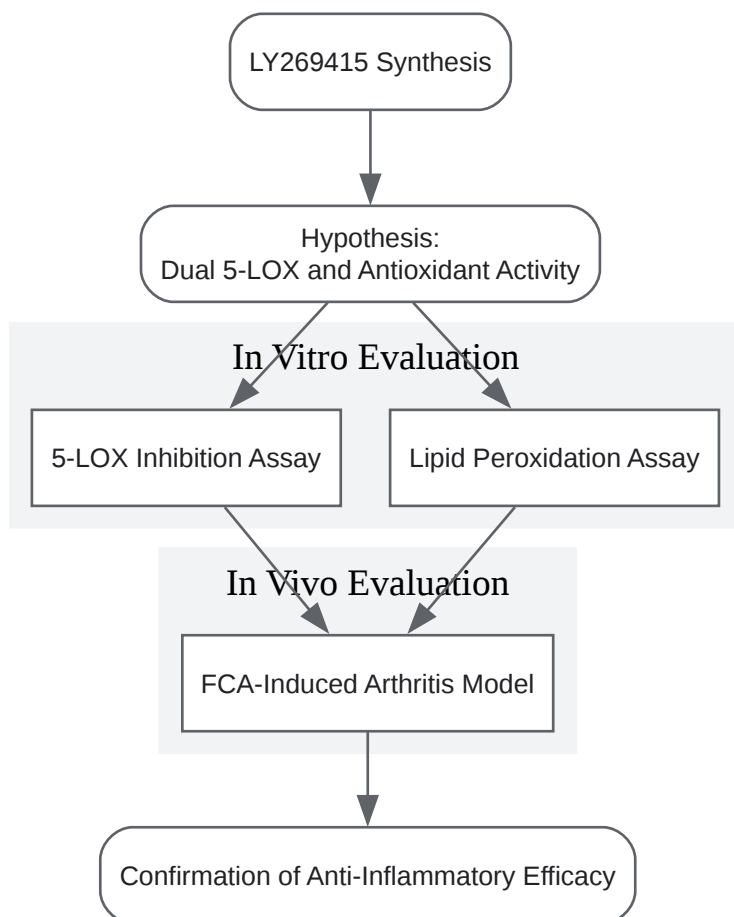 LY269415 Synthesis
Hypothesis:
Dual 5-LOX and Antioxidant Activity
In Vitro Evaluation
5-LOX Inhibition Assay
Lipid Peroxidation Assay
In Vivo Evaluation
FCA-Induced Arthritis Model
Confirmation of Anti-Inflammatory Efficacy